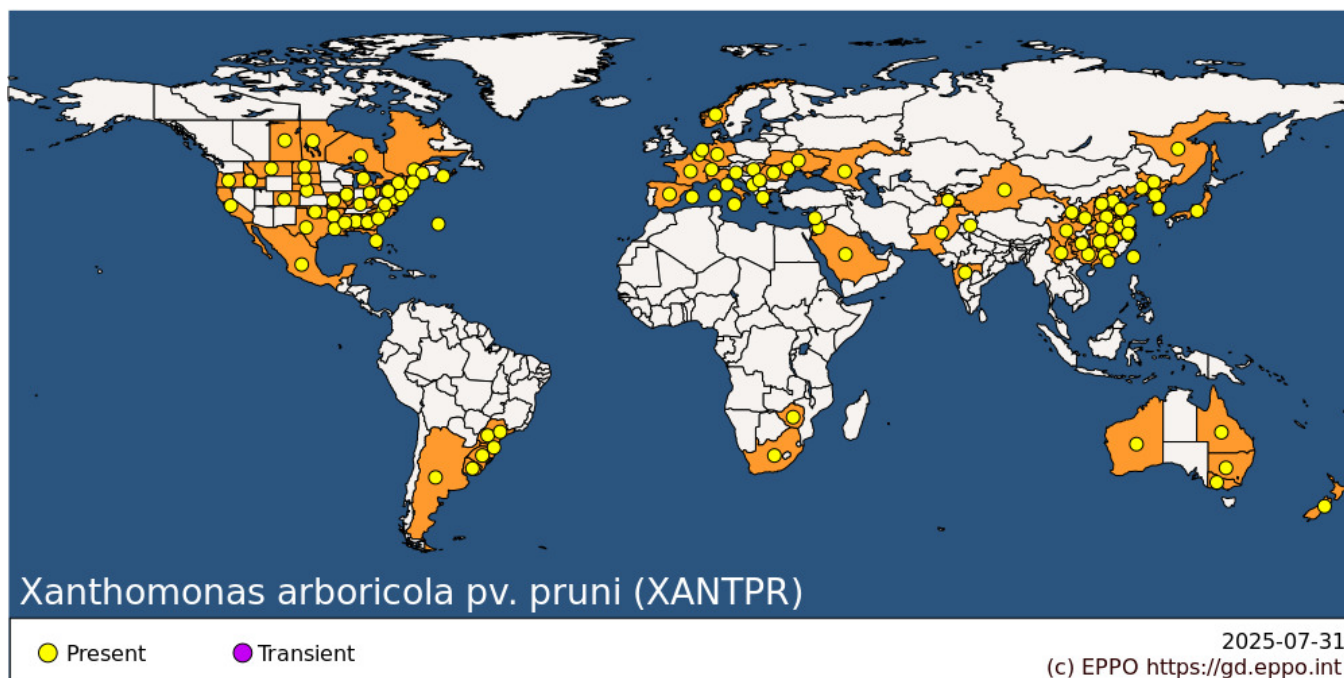 Xanthomonas arboricola pv. pruni (XANTPR)
Present
Transient
2025-07-31
(c) EPPO https://gd.eppo.int